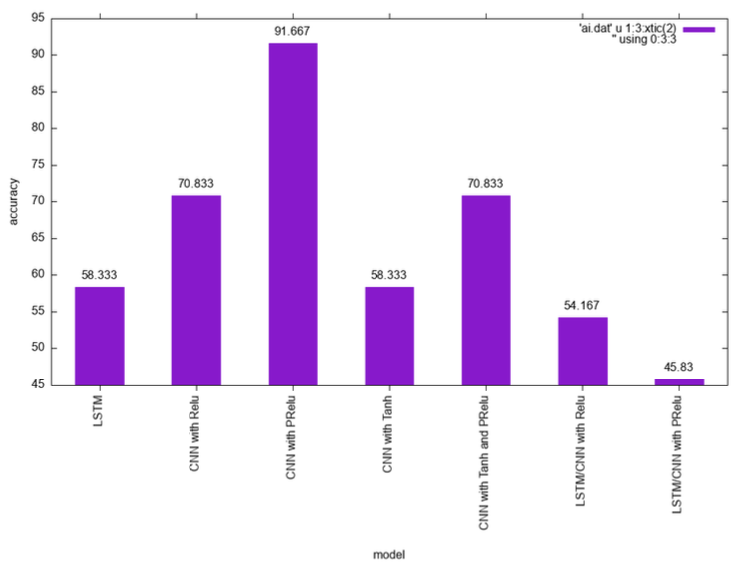 95
90
85
80
75
70
65
60
55
50
45
accuracy
'ai.dat' u 1:3:xtic(2)
'' using 0:3:3
58.333
70.833
91.667
58.333
70.833
54.167
45.83
LSTM
CNN with Relu
CNN with PRelu
CNN with Tanh
CNN with Tanh and PRelu
LSTM/CNN with Relu
LSTM/CNN with PRelu
model